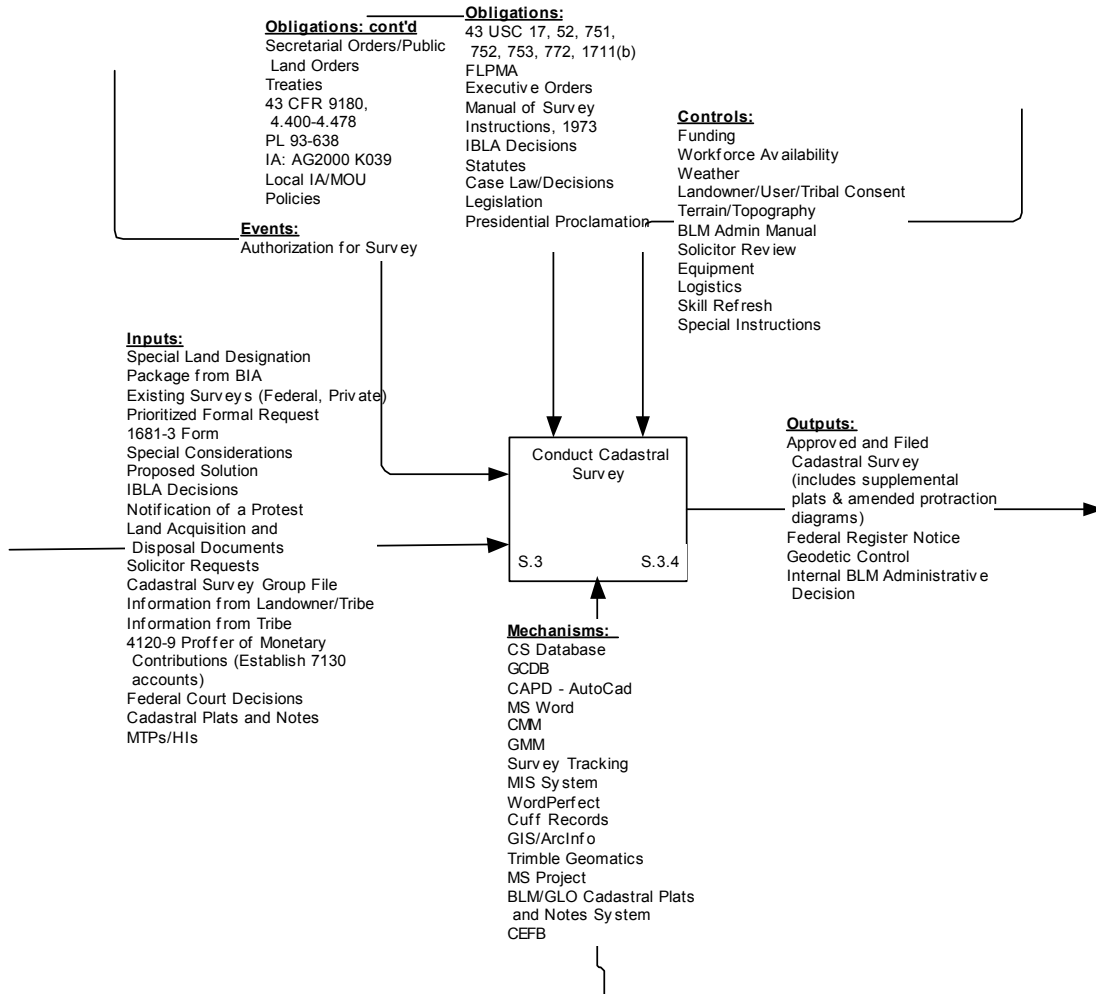 Obligations: cont'd
Secretarial Orders/Public
Land Orders
Treaties
43 CFR 9180,
4.400-4.478
PL 93-638
IA: AG2000 K039
Local IA/MOU
Policies
Obligations:
43 USC 17, 52, 751,
752, 753, 772, 1711(b)
FLPMA
Executive Orders
Manual of Survey
Instructions, 1973
IBLA Decisions
Statutes
Case Law/Decisions
Legislation
Presidential Proclamation
Controls:
Funding
Workforce Availability
Weather
Landowner/User/Tribal Consent
Terrain/Topography
BLM Admin Manual
Solicitor Review
Equipment
Logistics
Skill Refresh
Special Instructions
Events:
Authorization for Survey
Inputs:
Special Land Designation
Package from BIA
Existing Surveys (Federal, Private)
Prioritized Formal Request
1681-3 Form
Special Considerations
Proposed Solution
IBLA Decisions
Notification of a Protest
Land Acquisition and
Disposal Documents
Solicitor Requests
Cadastral Survey Group File
Information from Landowner/Tribe
Information from Tribe
4120-9 Proffer of Monetary
Contributions (Establish 7130
accounts)
Federal Court Decisions
Cadastral Plats and Notes
MTPs/HIs
Conduct Cadastral
Survey
S.3 S.3.4
Outputs:
Approved and Filed
Cadastral Survey
(includes supplemental
plats & amended protraction
diagrams)
Federal Register Notice
Geodetic Control
Internal BLM Administrative
Decision
Mechanisms:
CS Database
GCDB
CAPD - AutoCad
MS Word
CMM
GMM
Survey Tracking
MIS System
WordPerfect
Cuff Records
GIS/ArcInfo
Trimble Geomatics
MS Project
BLM/GLO Cadastral Plats
and Notes System
CEFB